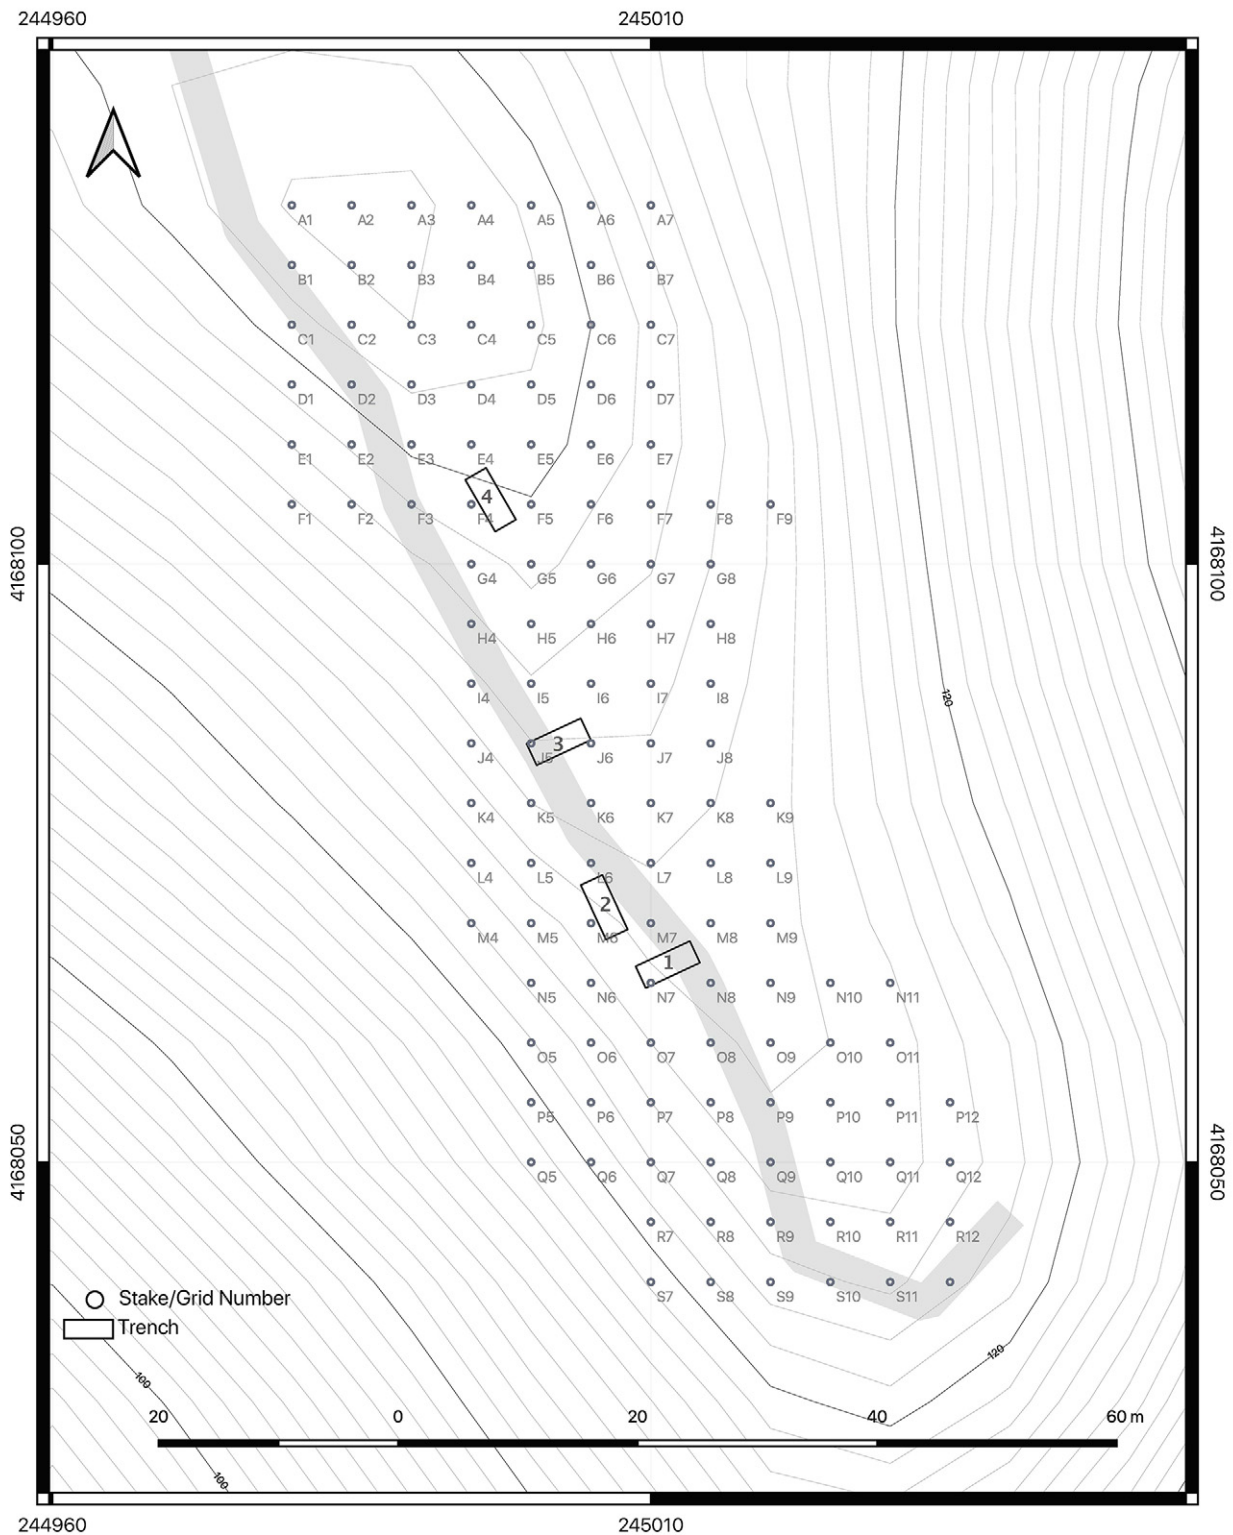 244960 245010
A1 A2 A3 A4 A5 A6 A7
B1 B2 B3 B4 B5 B6 B7
C1 C2 C3 C4 C5 C6 C7
D1 D2 D3 D4 D5 D6 D7
E1 E2 E3 E4 E5 E6 E7
4
F1 F2 F3 F4 F5 F6 F7 F8 F9
4168100 4168100
G4 G5 G6 G7 G8
H4 H5 H6 H7 H8
I4 I5 I6 I7 I8
120
3
J4 J5 J6 J7 J8
K4 K5 K6 K7 K8 K9
L4 L5 L6 L7 L8 L9
2
M4 M5 M6 M7 M8 M9
1
N5 N6 N7 N8 N9 N10 N11
O5 O6 O7 O8 O9 O10 O11
P5 P6 P7 P8 P9 P10 P11 P12
4168050 4168050
Q5 Q6 Q7 Q8 Q9 Q10 Q11 Q12
R7 R8 R9 R10 R11 R12
S7 S8 S9 S10 S11
Stake/Grid Number
Trench
120
100
20 0 20 40 60 m
100
244960 245010